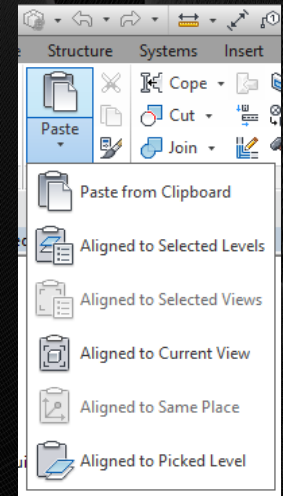 Structure Systems Insert
Cope
Cut
Paste
Join
Paste from Clipboard
Aligned to Selected Levels
Aligned to Selected Views
Aligned to Current View
Aligned to Same Place
Aligned to Picked Level